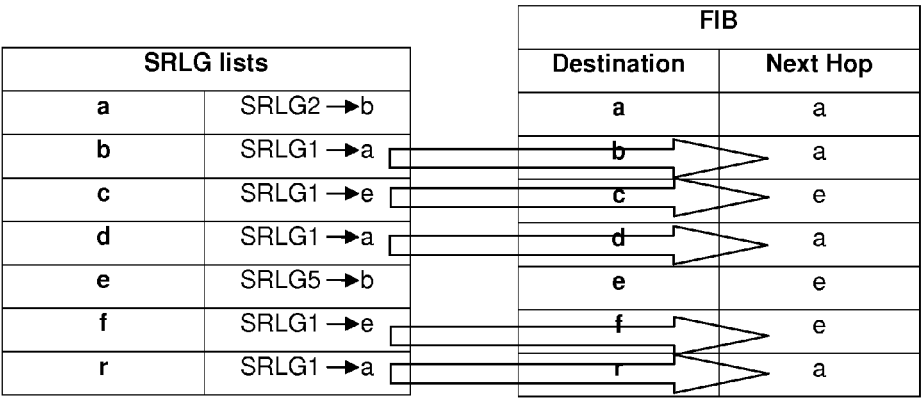 SRLG lists
a SRLG2→b
b SRLG1→a
c SRLG1→e
d SRLG1→a
e SRLG5→b
f SRLG1→e
r SRLG1→a
FIB
Destination Next Hop
a a
b a
c e
d a
e e
f e
r a